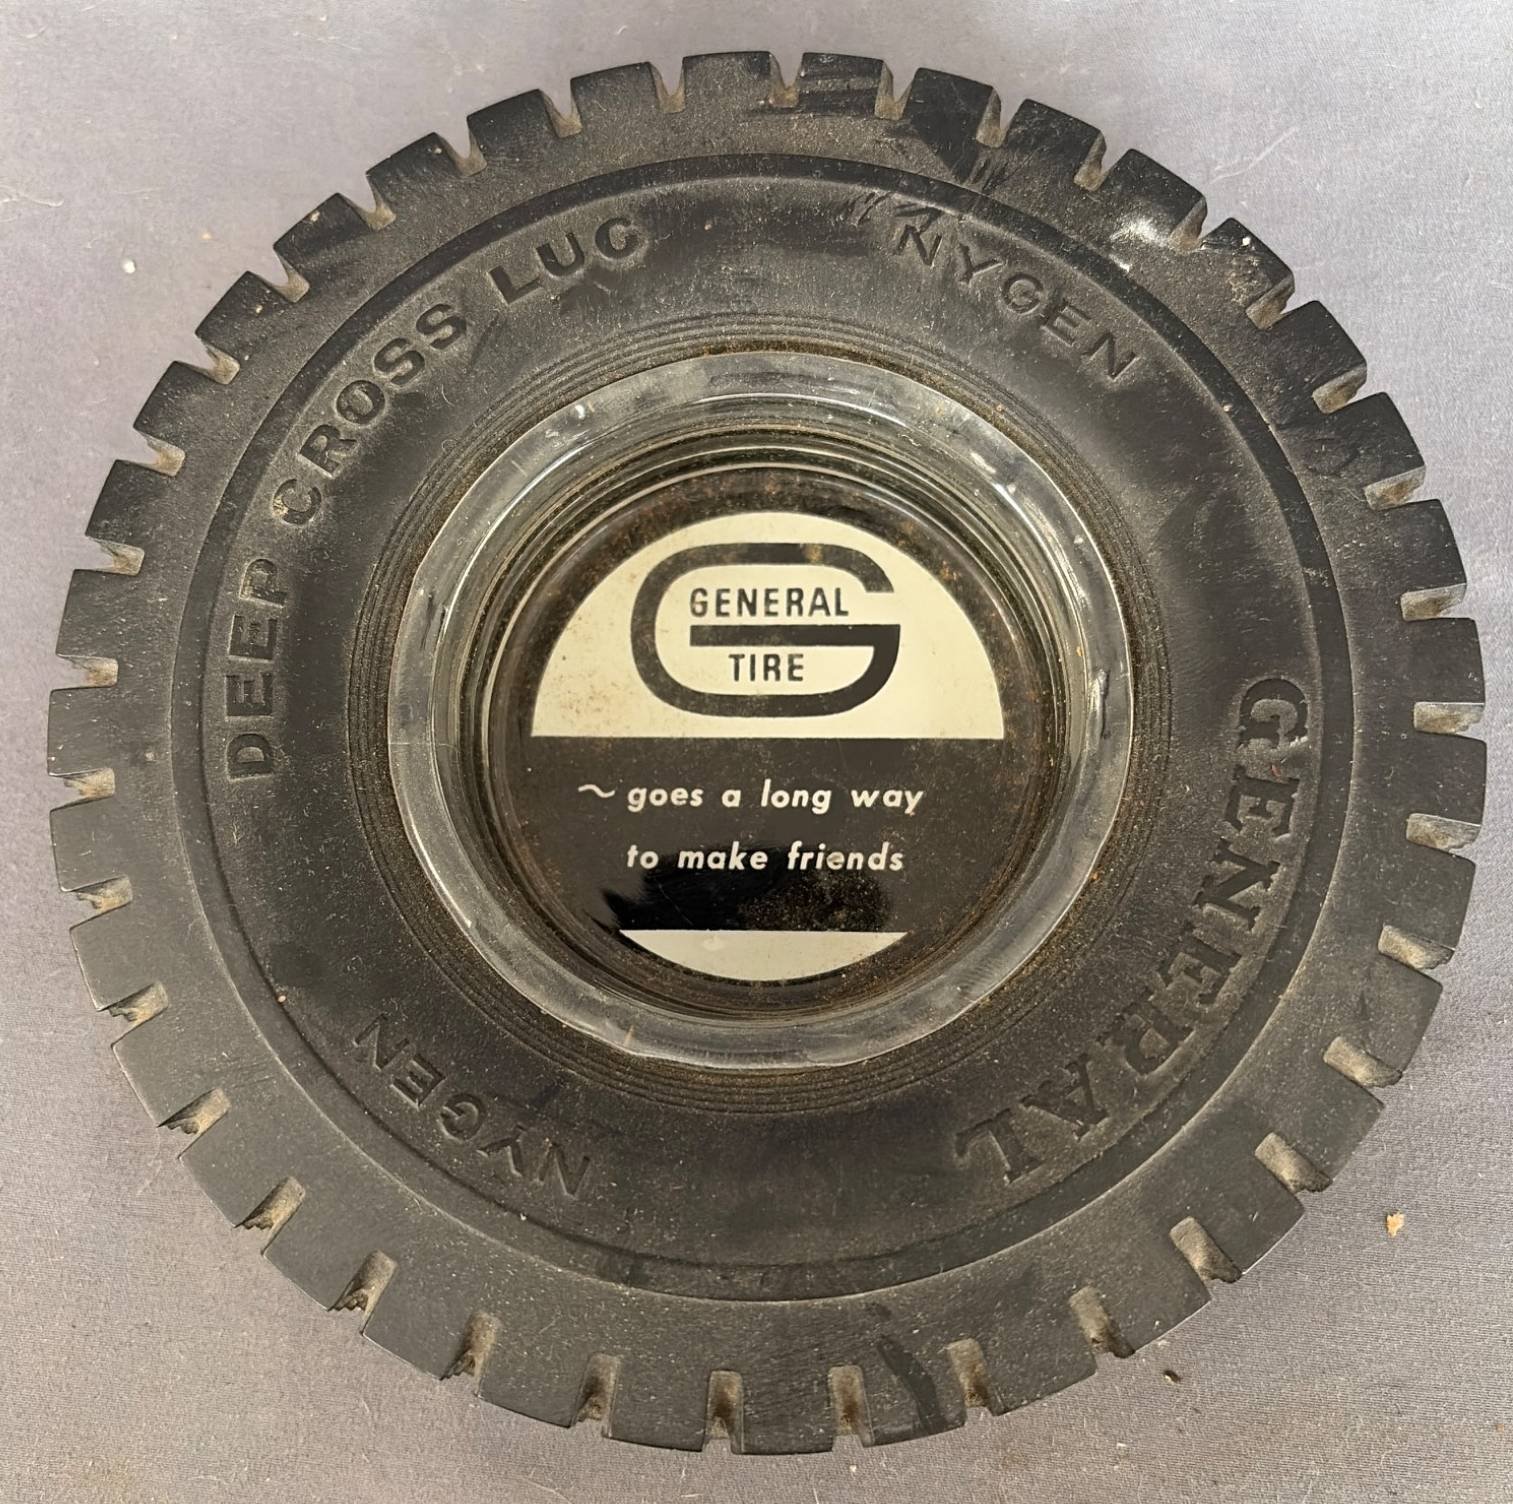 DEEP CROSS LUG
NYGEN
GENERAL
NYGEN
GENERAL
TIRE
~ goes a long way
to make friends